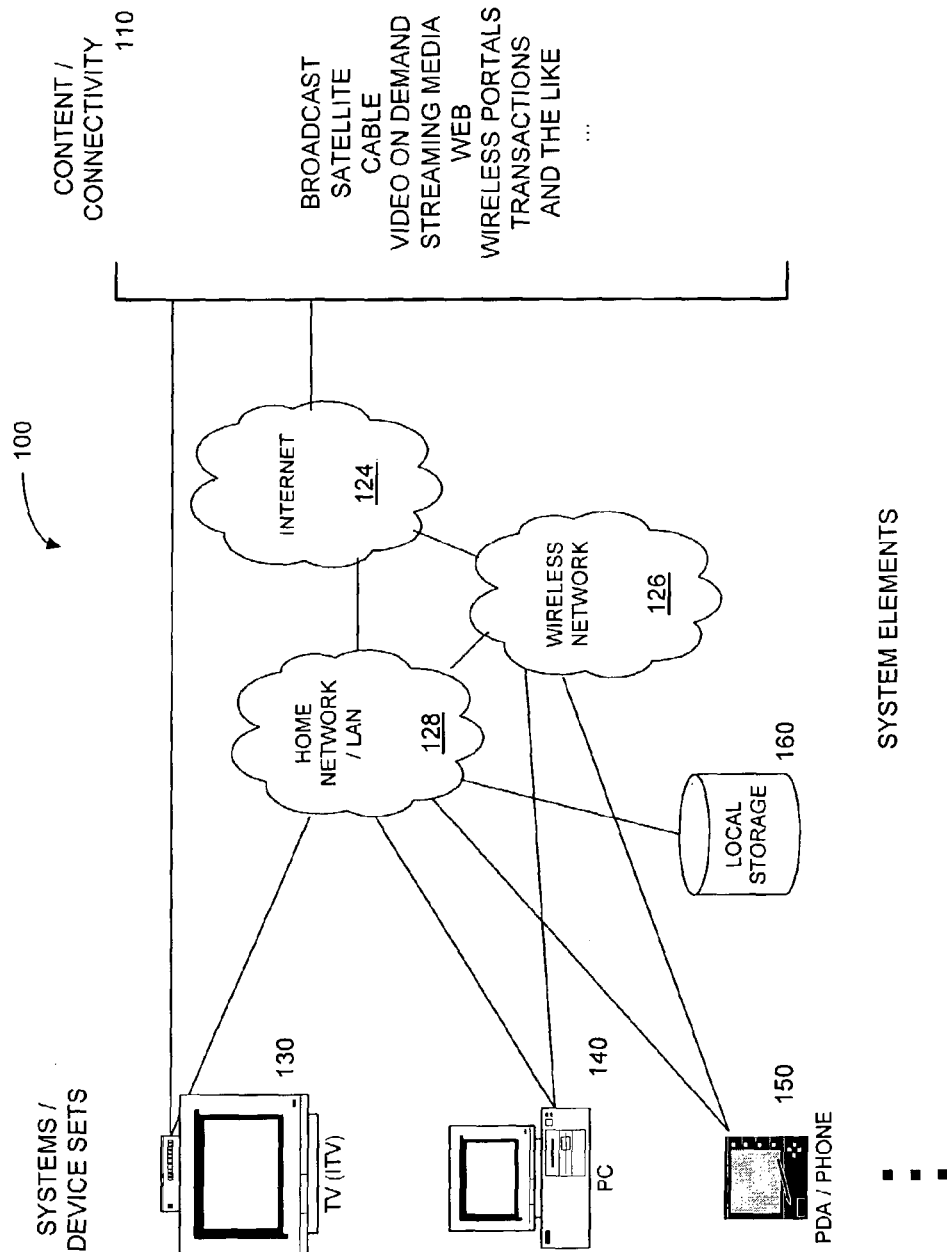 100
SYSTEMS /
DEVICE SETS
CONTENT /
CONNECTIVITY
110
BROADCAST
SATELLITE
CABLE
VIDEO ON DEMAND
STREAMING MEDIA
WEB
WIRELESS PORTALS
TRANSACTIONS
AND THE LIKE
...
INTERNET
124
WIRELESS
NETWORK
126
HOME
NETWORK
/ LAN
128
130
TV (ITV)
140
PC
150
PDA / PHONE
LOCAL
STORAGE
160
SYSTEM ELEMENTS